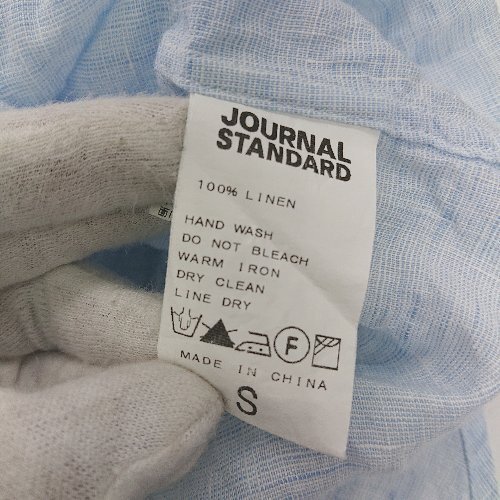 JOURNAL
STANDARD
100% LINEN
HAND WASH
DO NOT BLEACH
WARM IRON
DRY CLEAN
LINE DRY
F
MADE IN CHINA
S